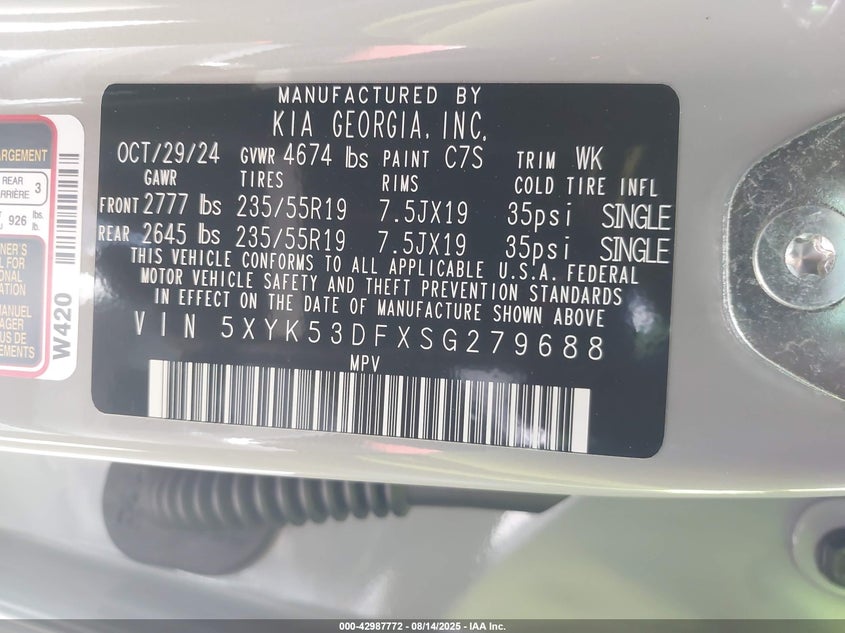 MANUFACTURED BY
KIA GEORGIA, INC.
OCT/29/24 GVWR 4674 lbs PAINT C7S TRIM WK
GAWR TIRES RIMS COLD TIRE INFL
FRONT 2777 lbs 235/55R19 7.5JX19 35psi SINGLE
REAR 2645 lbs 235/55R19 7.5JX19 35psi SINGLE
THIS VEHICLE CONFORMS TO ALL APPLICABLE U.S.A. FEDERAL
MOTOR VEHICLE SAFETY AND THEFT PREVENTION STANDARDS
IN EFFECT ON THE DATE OF MANUFACTURE SHOWN ABOVE
VIN 5XYK53DFXSG279688
MPV
REAR 3
926 lbs.
lb.
W420
000-42987772 - 08/14/2025 - IAA Inc.